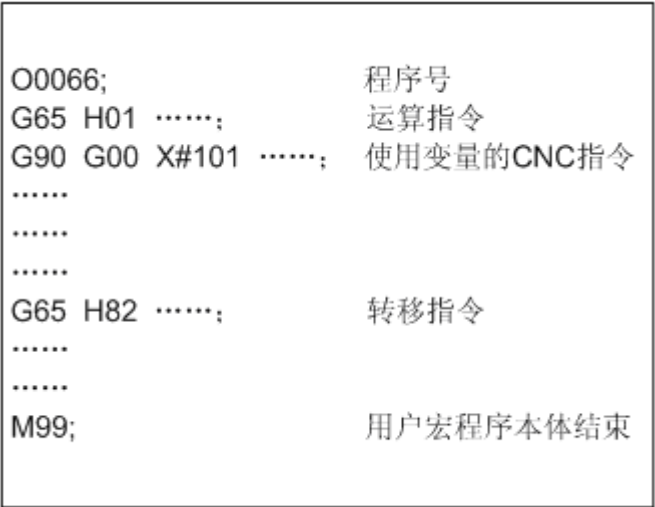 O0066; 程序号
G65 H01 ……; 运算指令
G90 G00 X#101 ……; 使用变量的CNC指令
……
……
……
G65 H82 ……; 转移指令
……
……
M99; 用户宏程序本体结束